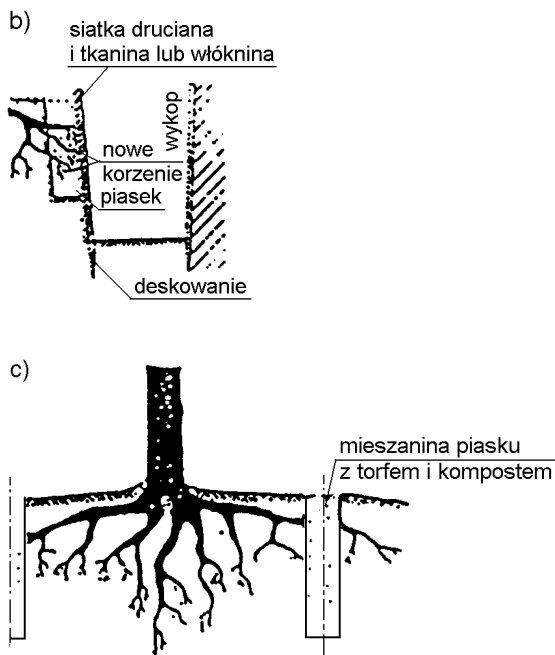 b)
siatka druciana
i tkanina lub włóknina
wykop
nowe
korzenie
piasek
deskowanie
c)
mieszanina piasku
z torfem i kompostem